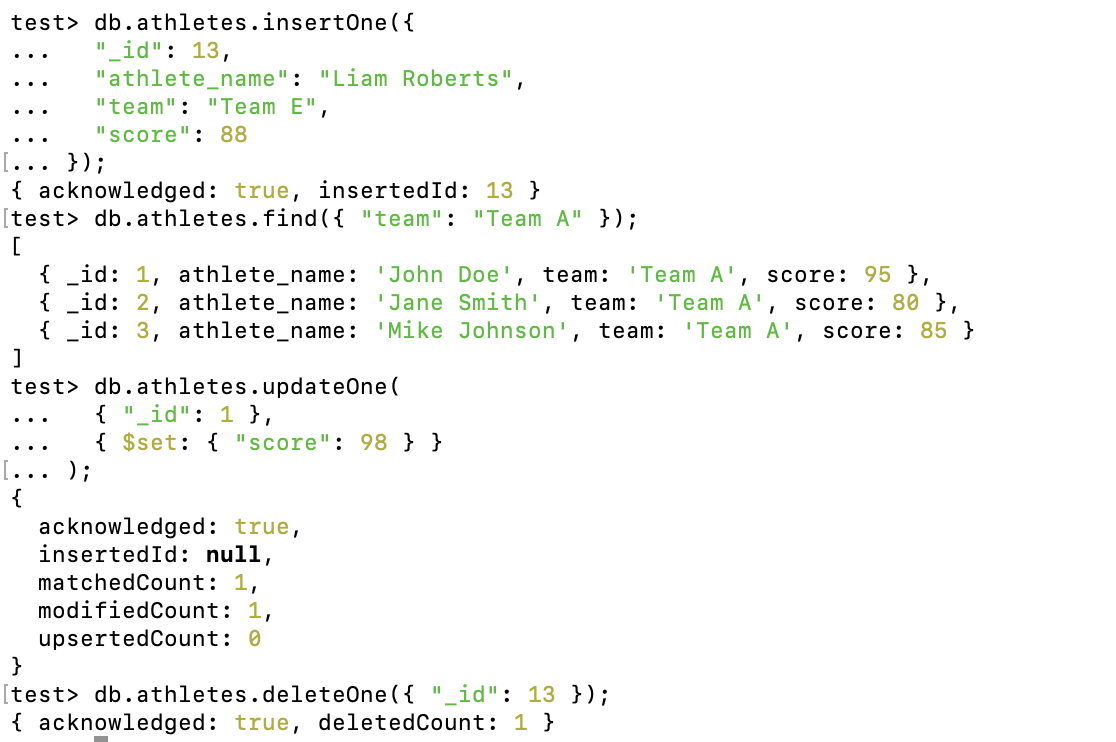 test> db.athletes.insertOne({
...   "_id": 13,
...   "athlete_name": "Liam Roberts",
...   "team": "Team E",
...   "score": 88
[... });
{ acknowledged: true, insertedId: 13 }
[test> db.athletes.find({ "team": "Team A" });
[
  { _id: 1, athlete_name: 'John Doe', team: 'Team A', score: 95 },
  { _id: 2, athlete_name: 'Jane Smith', team: 'Team A', score: 80 },
  { _id: 3, athlete_name: 'Mike Johnson', team: 'Team A', score: 85 }
]
test> db.athletes.updateOne(
...   { "_id": 1 },
...   { $set: { "score": 98 } }
[... );
{
  acknowledged: true,
  insertedId: null,
  matchedCount: 1,
  modifiedCount: 1,
  upsertedCount: 0
}
[test> db.athletes.deleteOne({ "_id": 13 });
{ acknowledged: true, deletedCount: 1 }